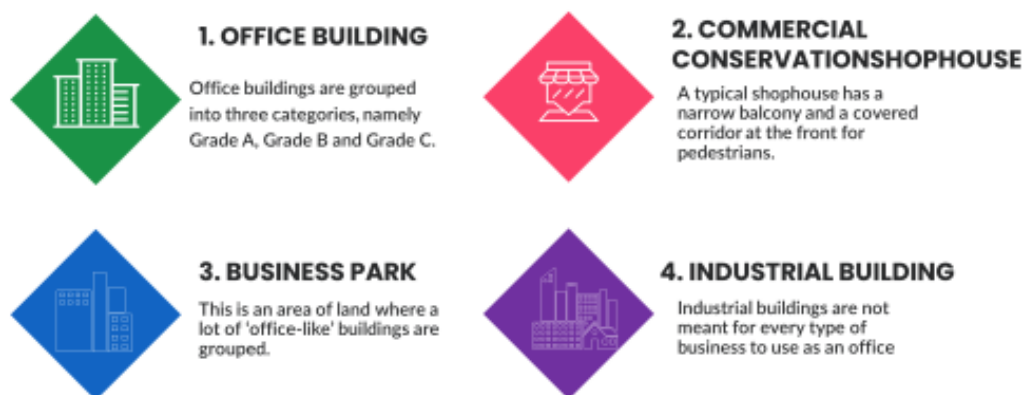 1. OFFICE BUILDING
Office buildings are grouped
into three categories, namely
Grade A, Grade B and Grade C.
2. COMMERCIAL
CONSERVATIONSHOPHOUSE
A typical shophouse has a
narrow balcony and a covered
corridor at the front for
pedestrians.
3. BUSINESS PARK
This is an area of land where a
lot of 'office-like' buildings are
grouped.
4. INDUSTRIAL BUILDING
Industrial buildings are not
meant for every type of
business to use as an office